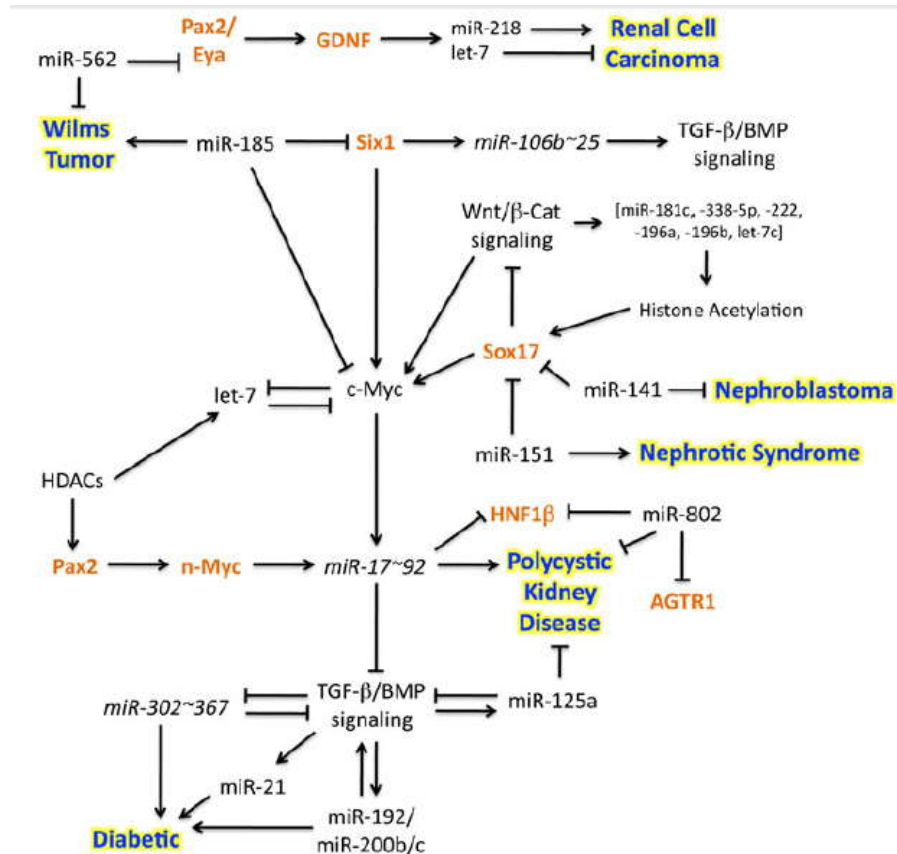 Pax2/
Eya
GDNF
miR-218
let-7
Renal Cell
Carcinoma
miR-562
Wilms
Tumor
miR-185
Six1
miR-106b~25
TGF-β/BMP
signaling
Wnt/β-Cat
signaling
[miR-181c, -338-5p, -222,
-196a, -196b, let-7c]
Histone Acetylation
Sox17
c-Myc
let-7
miR-141
Nephroblastoma
miR-151
Nephrotic Syndrome
HDACs
HNF1β
miR-802
Pax2
n-Myc
miR-17~92
Polycystic
Kidney
Disease
AGTR1
miR-302~367
TGF-β/BMP
signaling
miR-125a
miR-21
Diabetic
miR-192/
miR-200b/c